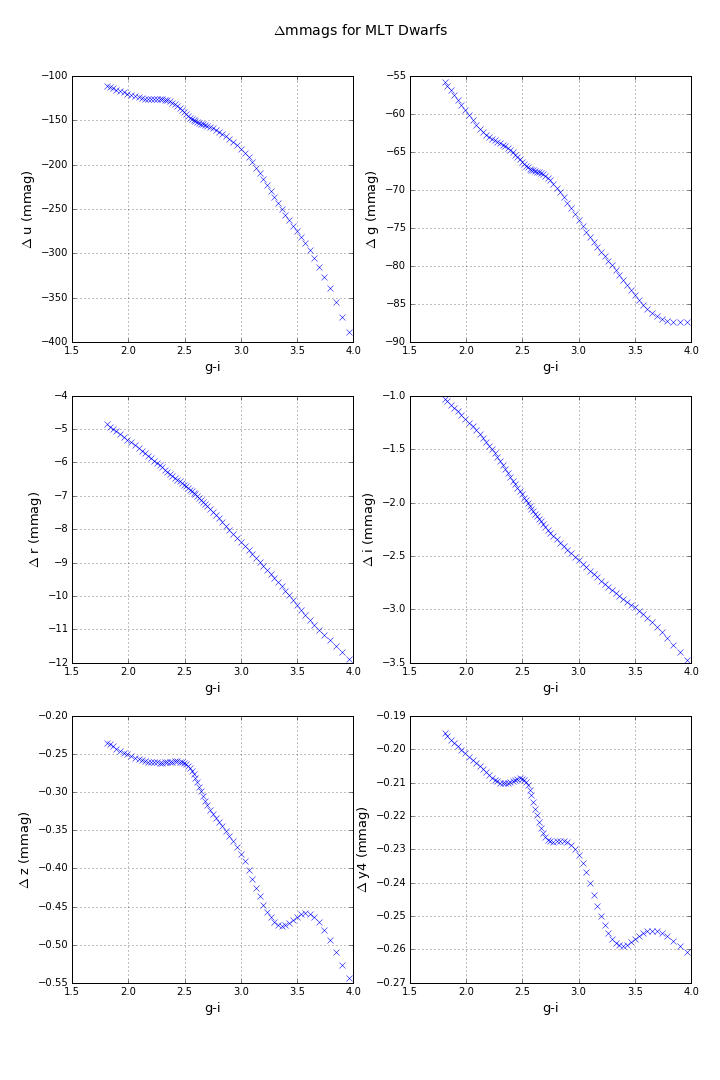 Δmmags for MLT Dwarfs
−100
−150
−200
−250
−300
−350
−400
Δ u (mmag)
1.5 2.0 2.5 3.0 3.5 4.0
g-i
−55
−60
−65
−70
−75
−80
−85
−90
Δ g (mmag)
1.5 2.0 2.5 3.0 3.5 4.0
g-i
−4
−5
−6
−7
−8
−9
−10
−11
−12
Δ r (mmag)
1.5 2.0 2.5 3.0 3.5 4.0
g-i
−1.0
−1.5
−2.0
−2.5
−3.0
−3.5
Δ i (mmag)
1.5 2.0 2.5 3.0 3.5 4.0
g-i
−0.20
−0.25
−0.30
−0.35
−0.40
−0.45
−0.50
−0.55
Δ z (mmag)
1.5 2.0 2.5 3.0 3.5 4.0
g-i
−0.19
−0.20
−0.21
−0.22
−0.23
−0.24
−0.25
−0.26
−0.27
Δ y4 (mmag)
1.5 2.0 2.5 3.0 3.5 4.0
g-i